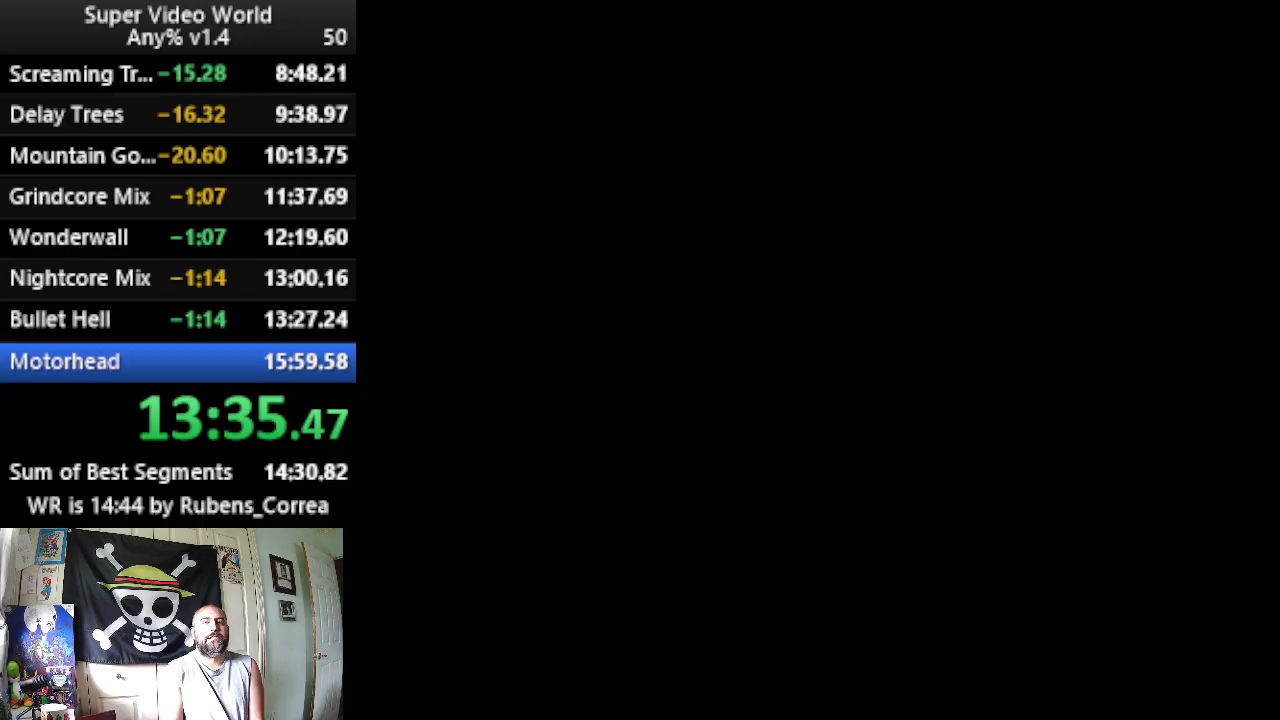 Super Video World
Any% v1.4 50
Screaming Tr... -15.28 8:48.21
Delay Trees -16.32 9:38.97
Mountain Go... -20.60 10:13.75
Grindcore Mix -1:07 11:37.69
Wonderwall -1:07 12:19.60
Nightcore Mix -1:14 13:00.16
Bullet Hell -1:14 13:27.24
Motorhead 15:59.58
13:35.47
Sum of Best Segments 14:30.82
WR is 14:44 by Rubens_Correa